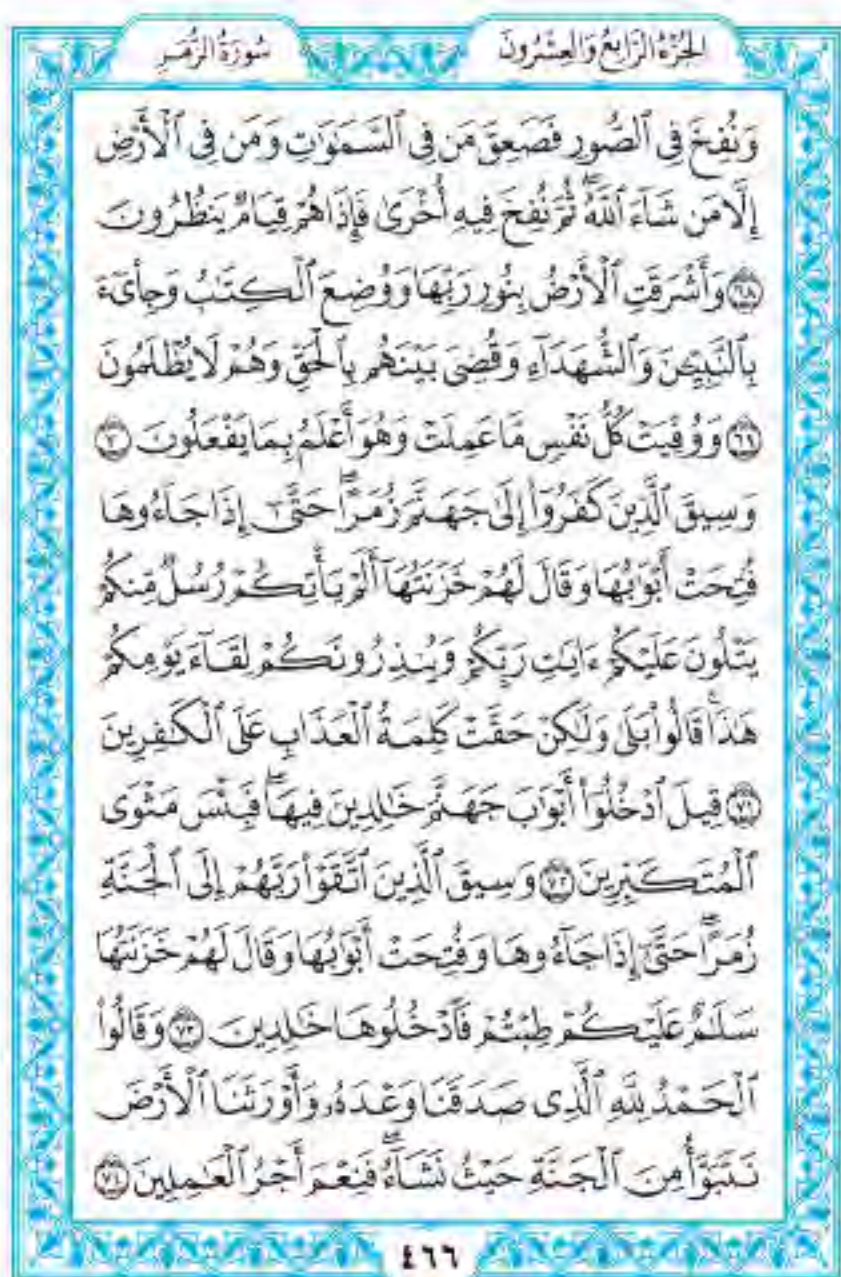 الجُزْءُ الرَّابِعُ وَالعِشْرُونَ سُورَةُ الزُّمَرِ
وَنُفِخَ فِي ٱلصُّورِ فَصَعِقَ مَن فِي ٱلسَّمَٰوَٰتِ وَمَن فِي ٱلْأَرْضِ
إِلَّا مَن شَآءَ ٱللَّهُۖ ثُمَّ نُفِخَ فِيهِ أُخْرَىٰ فَإِذَا هُمْ قِيَامٌ يَنظُرُونَ
۝٦٨ وَأَشْرَقَتِ ٱلْأَرْضُ بِنُورِ رَبِّهَا وَوُضِعَ ٱلْكِتَٰبُ وَجِا۟ىٓءَ
بِٱلنَّبِيِّـۧنَ وَٱلشُّهَدَآءِ وَقُضِيَ بَيْنَهُم بِٱلْحَقِّ وَهُمْ لَا يُظْلَمُونَ
۝٦٩ وَوُفِّيَتْ كُلُّ نَفْسٍ مَّا عَمِلَتْ وَهُوَ أَعْلَمُ بِمَا يَفْعَلُونَ ۝٧٠
وَسِيقَ ٱلَّذِينَ كَفَرُوٓا۟ إِلَىٰ جَهَنَّمَ زُمَرًاۖ حَتَّىٰٓ إِذَا جَآءُوهَا
فُتِحَتْ أَبْوَٰبُهَا وَقَالَ لَهُمْ خَزَنَتُهَآ أَلَمْ يَأْتِكُمْ رُسُلٌ مِّنكُمْ
يَتْلُونَ عَلَيْكُمْ ءَايَٰتِ رَبِّكُمْ وَيُنذِرُونَكُمْ لِقَآءَ يَوْمِكُمْ
هَٰذَاۚ قَالُوا۟ بَلَىٰ وَلَٰكِنْ حَقَّتْ كَلِمَةُ ٱلْعَذَابِ عَلَى ٱلْكَٰفِرِينَ
۝٧١ قِيلَ ٱدْخُلُوٓا۟ أَبْوَٰبَ جَهَنَّمَ خَٰلِدِينَ فِيهَاۖ فَبِئْسَ مَثْوَى
ٱلْمُتَكَبِّرِينَ ۝٧٢ وَسِيقَ ٱلَّذِينَ ٱتَّقَوْا۟ رَبَّهُمْ إِلَى ٱلْجَنَّةِ
زُمَرًاۖ حَتَّىٰٓ إِذَا جَآءُوهَا وَفُتِحَتْ أَبْوَٰبُهَا وَقَالَ لَهُمْ خَزَنَتُهَا
سَلَٰمٌ عَلَيْكُمْ طِبْتُمْ فَٱدْخُلُوهَا خَٰلِدِينَ ۝٧٣ وَقَالُوا۟
ٱلْحَمْدُ لِلَّهِ ٱلَّذِي صَدَقَنَا وَعْدَهُۥ وَأَوْرَثَنَا ٱلْأَرْضَ
نَتَبَوَّأُ مِنَ ٱلْجَنَّةِ حَيْثُ نَشَآءُۖ فَنِعْمَ أَجْرُ ٱلْعَٰمِلِينَ ۝٧٤
٤٦٦